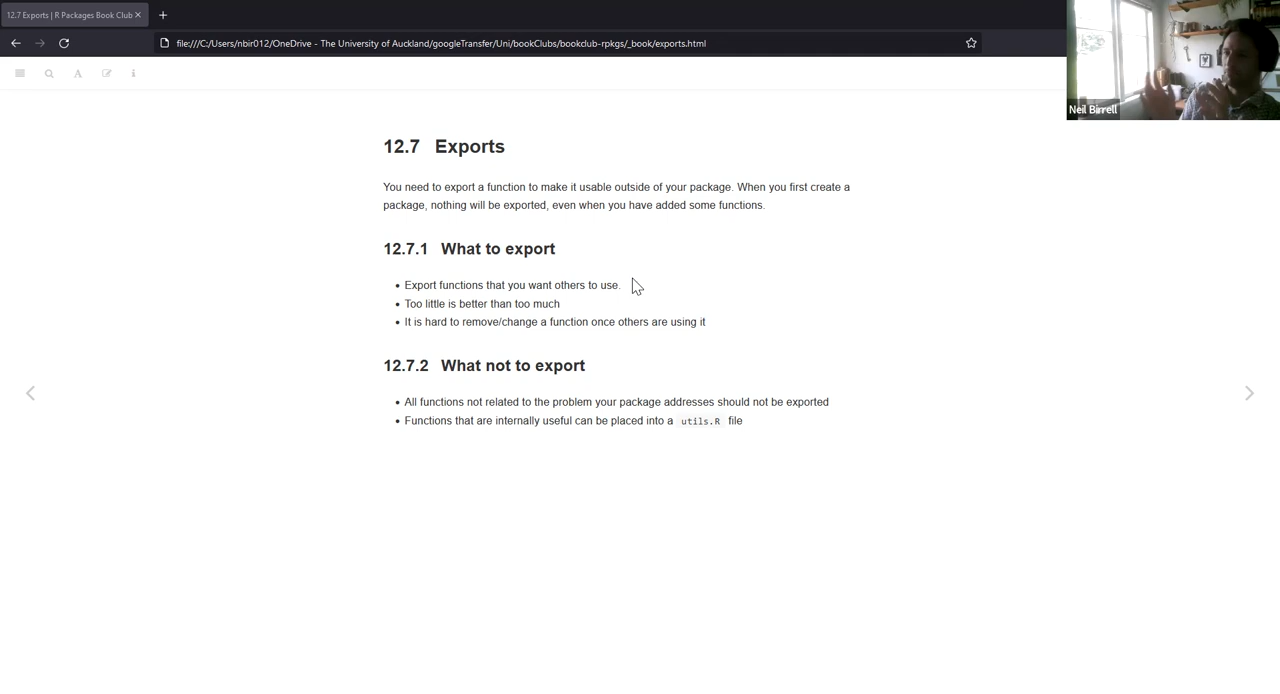 12.7 Exports | R Packages Book Club
file:///C:/Users/nbir012/OneDrive - The University of Auckland/googleTransfer/Uni/bookClubs/bookclub-rpkgs/_book/exports.html
Neil Birrell
12.7 Exports
You need to export a function to make it usable outside of your package. When you first create a
package, nothing will be exported, even when you have added some functions.
12.7.1 What to export
• Export functions that you want others to use.
• Too little is better than too much
• It is hard to remove/change a function once others are using it
12.7.2 What not to export
• All functions not related to the problem your package addresses should not be exported
• Functions that are internally useful can be placed into a utils.R file